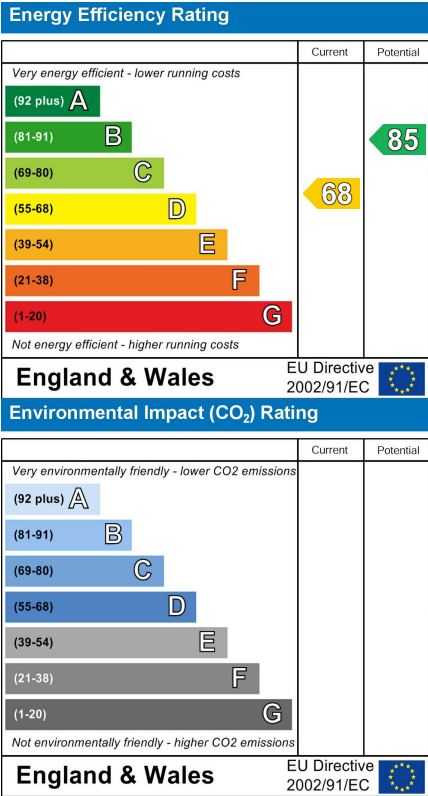 Energy Efficiency Rating
Current Potential
Very energy efficient - lower running costs
(92 plus) A
(81-91) B
85
(69-80) C
68
(55-68) D
(39-54) E
(21-38) F
(1-20) G
Not energy efficient - higher running costs
England & Wales
EU Directive
2002/91/EC
Environmental Impact (CO₂) Rating
Current Potential
Very environmentally friendly - lower CO2 emissions
(92 plus) A
(81-91) B
(69-80) C
(55-68) D
(39-54) E
(21-38) F
(1-20) G
Not environmentally friendly - higher CO2 emissions
England & Wales
EU Directive
2002/91/EC